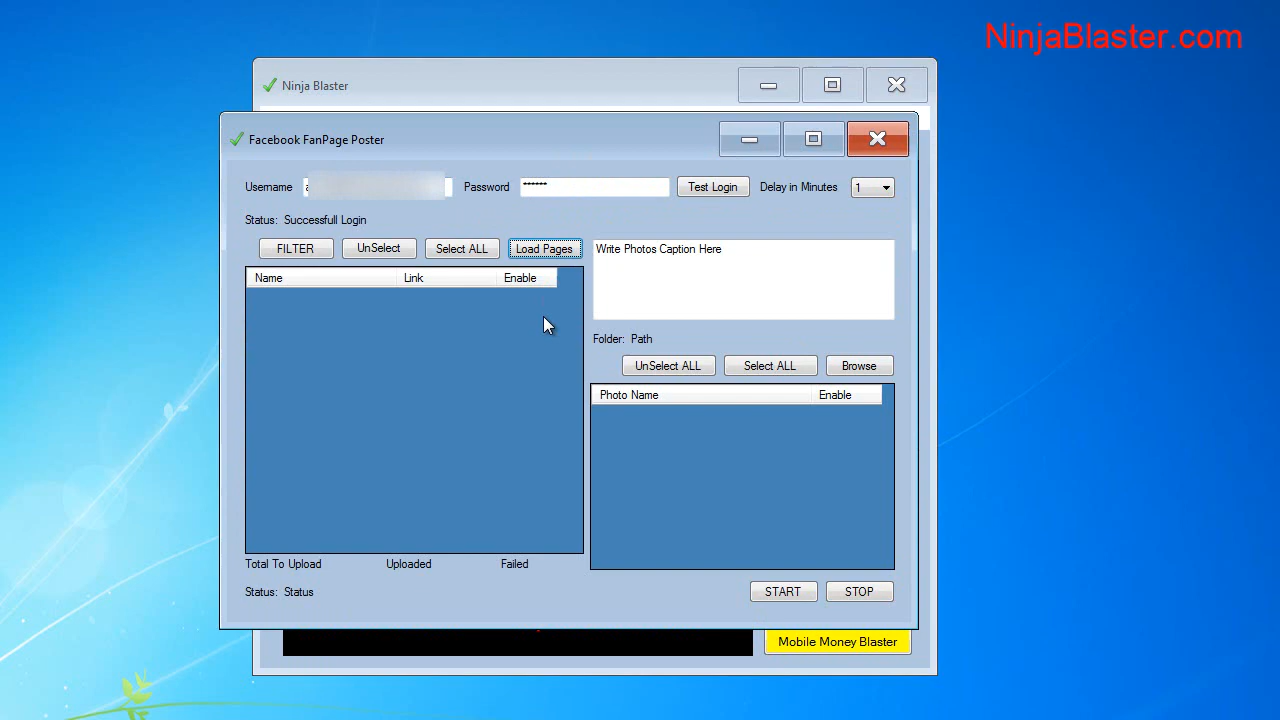 NinjaBlaster.com
Ninja Blaster
Facebook FanPage Poster
Username
Password ****** Test Login Delay in Minutes 1
Status: Successfull Login
FILTER UnSelect Select ALL Load Pages
Write Photos Caption Here
Name Link Enable
Folder: Path
UnSelect ALL Select ALL Browse
Photo Name Enable
Total To Upload Uploaded Failed
Status: Status
START STOP
Mobile Money Blaster